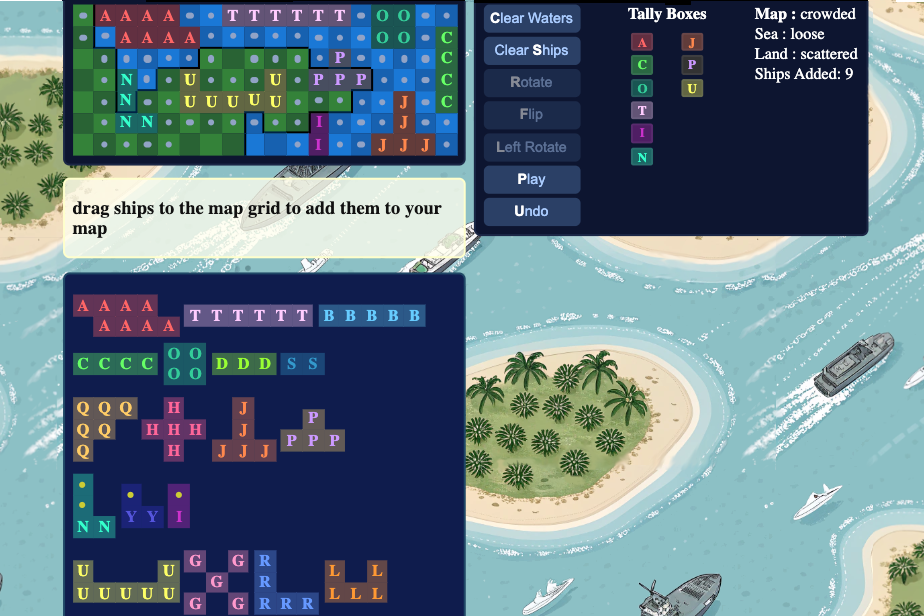 A A A A T T T T T T O O
A A A A O O C
P C
N U U P P P C
N U U U U U J C
N N I J
I J J J
Clear Waters
Clear Ships
Rotate
Flip
Left Rotate
Play
Undo
Tally Boxes
A J
C P
O U
T
I
N
Map : crowded
Sea : loose
Land : scattered
Ships Added: 9
drag ships to the map grid to add them to your
map
A A A A
A A A A
T T T T T T
B B B B B
C C C C
O O
O O
D D D
S S
Q Q Q
Q Q
Q
H
H H H
H
J
J
J J J
P
P P P
N N
Y Y
I
U U
U U U U U
G G
G
G G
R
R
R R R
L L
L L L